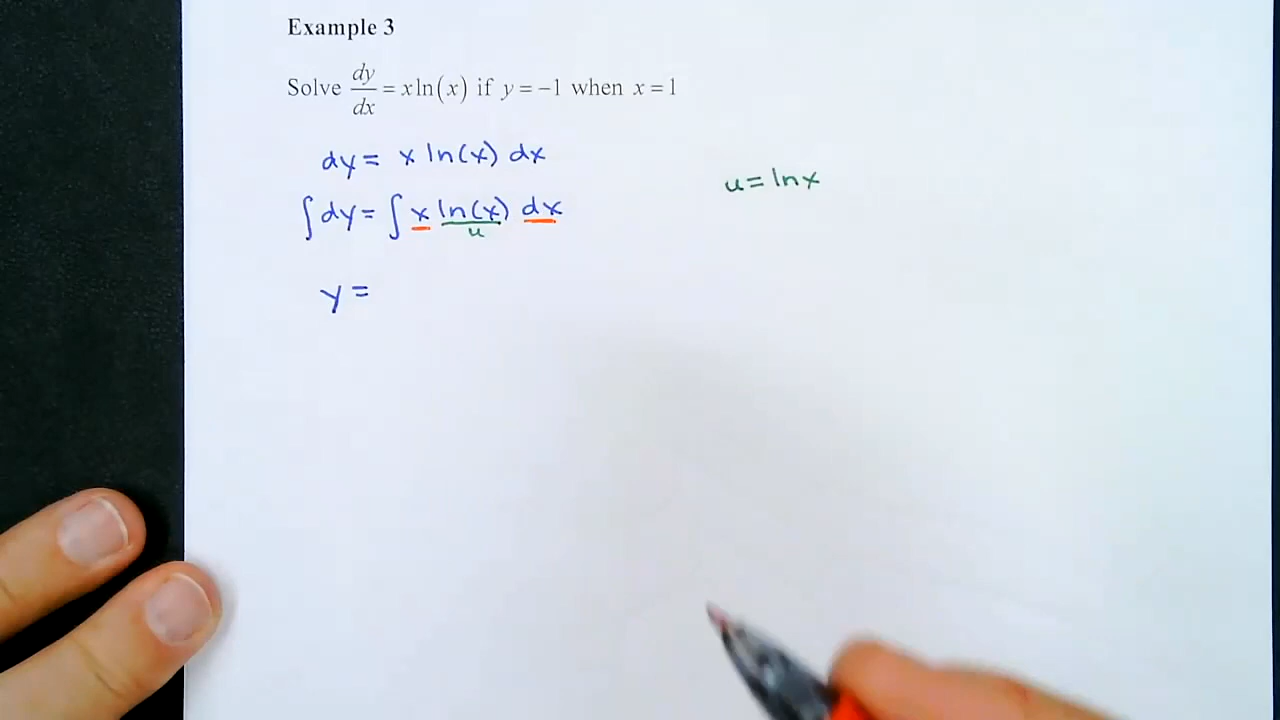 Example 3
Solve dy/dx = x ln(x) if y = −1 when x = 1
dy = x ln(x) dx
u = ln x
∫ dy = ∫ x ln(x) dx
u
y =